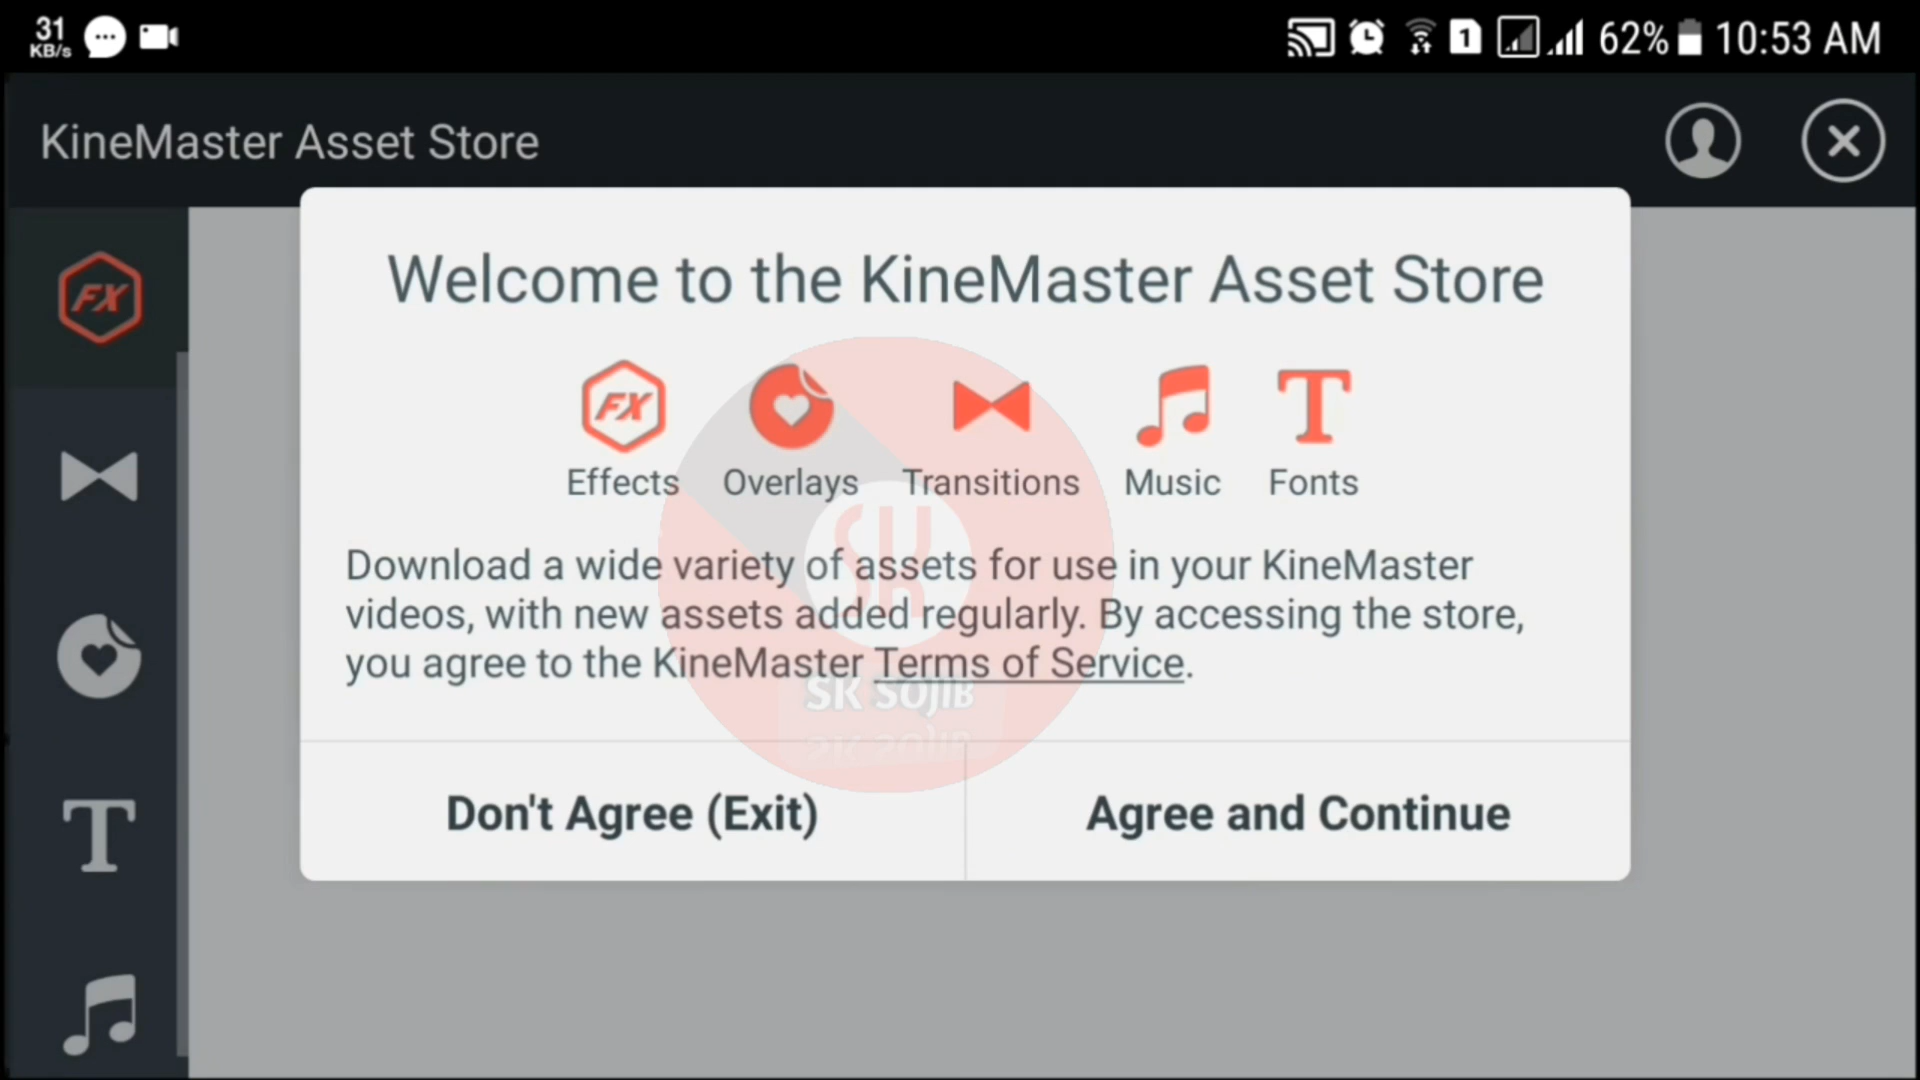 31
KB/s
1
62%
10:53 AM
KineMaster Asset Store
FX
Welcome to the KineMaster Asset Store
FX
T
Effects
Overlays
Transitions
Music
Fonts
SK
Download a wide variety of assets for use in your KineMaster
videos, with new assets added regularly. By accessing the store,
you agree to the KineMaster Terms of Service.
SK SOJIB
Don't Agree (Exit)
Agree and Continue
T